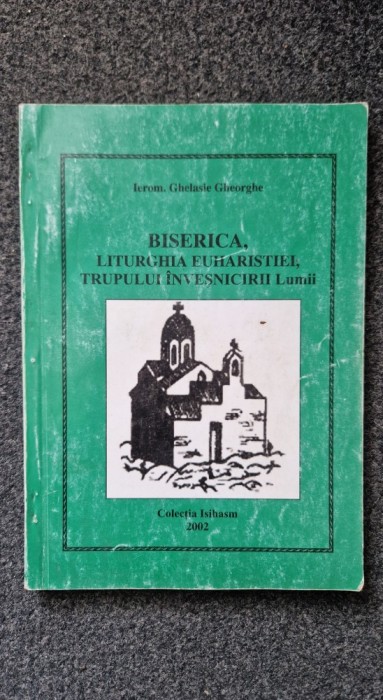 Ierom. Ghelasie Gheorghe
BISERICA,
LITURGHIA EUHARISTIEI,
TRUPULUI ÎNVEȘNICIRII Lumii
Colecția Isihasm
2002